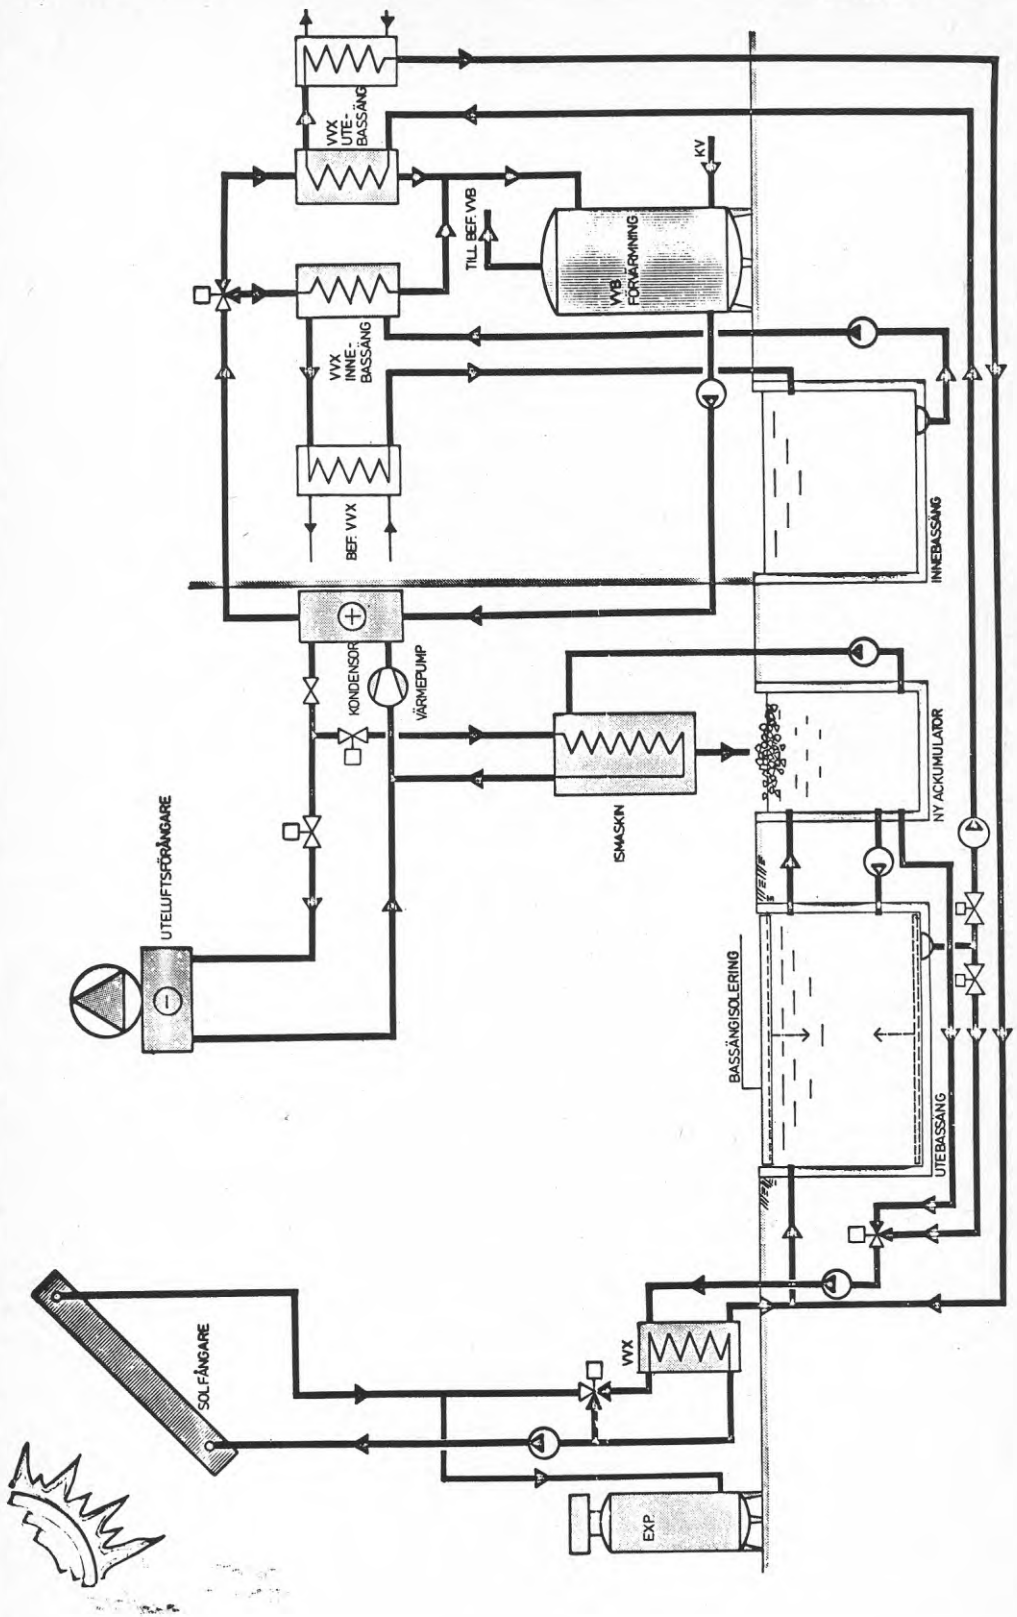 SOLFÅNGARE
EXP.
VVX
UTELUFTSFÖRÅNGARE
BASSÄNGISOLERING
UTEBASSÄNG
ISMASKIN
NY ACKUMULATOR
KONDENSOR
VÄRMEPUMP
BEF. VVX
VVX
INNE-
BASSÄNG
INNEBASSÄNG
TILL BEF. VVB
VVB
FÖRVÄRMNING
KV
VVX
UTE-
BASSÄNG